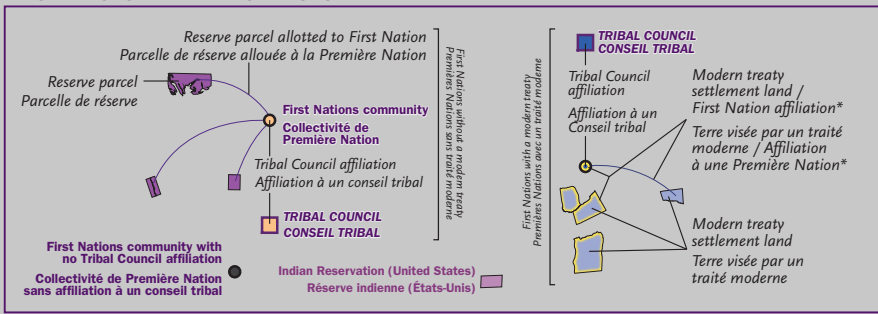 Reserve parcel allotted to First Nation
Parcelle de réserve allouée à la Première Nation
Reserve parcel
Parcelle de réserve
First Nations community
Collectivité de
Première Nation
Tribal Council affiliation
Affiliation à un conseil tribal
TRIBAL COUNCIL
CONSEIL TRIBAL
First Nations without a modern treaty
Premières Nations sans traité moderne
First Nations community with
no Tribal Council affiliation
Collectivité de Première Nation
sans affiliation à un conseil tribal
Indian Reservation (United States)
Réserve indienne (États-Unis)
First Nations with a modern treaty
Premières Nations avec un traité moderne
TRIBAL COUNCIL
CONSEIL TRIBAL
Tribal Council
affiliation
Affiliation à un
Conseil tribal
Modern treaty
settlement land /
First Nation affiliation*
Terre visée par un traité
moderne / Affiliation
à une Première Nation*
Modern treaty
settlement land
Terre visée par un
traité moderne